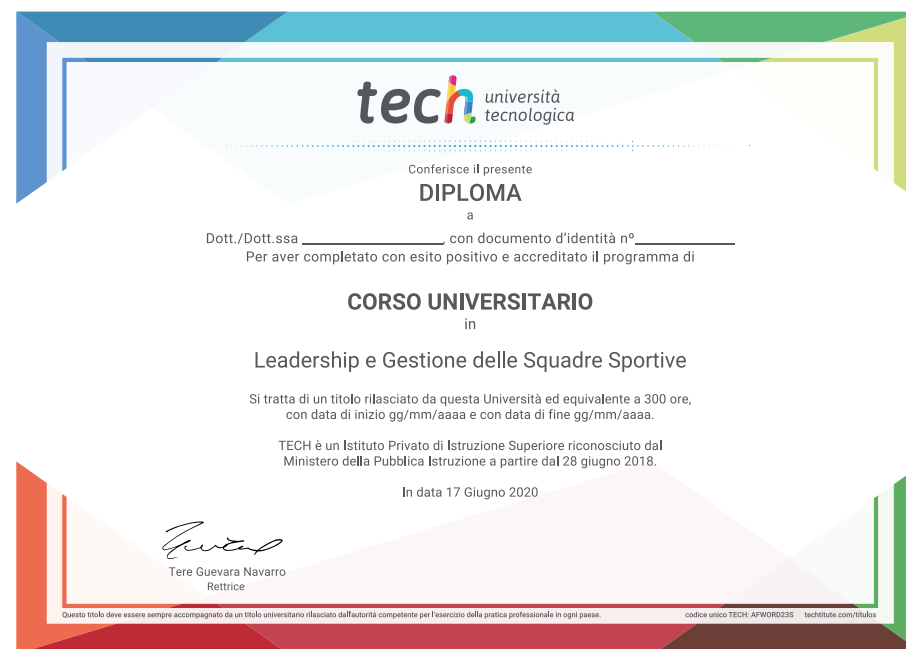 tech università
tecnologica
Conferisce il presente
DIPLOMA
a
Dott./Dott.ssa ____________________, con documento d'identità nº______________
Per aver completato con esito positivo e accreditato il programma di
CORSO UNIVERSITARIO
in
Leadership e Gestione delle Squadre Sportive
Si tratta di un titolo rilasciato da questa Università ed equivalente a 300 ore,
con data di inizio gg/mm/aaaa e con data di fine gg/mm/aaaa.
TECH è un Istituto Privato di Istruzione Superiore riconosciuto dal
Ministero della Pubblica Istruzione a partire dal 28 giugno 2018.
In data 17 Giugno 2020
Tere Guevara Navarro
Rettrice
Questo titolo deve essere sempre accompagnato da un titolo universitario rilasciato dall'autorità competente per l'esercizio della pratica professionale in ogni paese. codice unico TECH: AFWORD23S techtitute.com/titulos